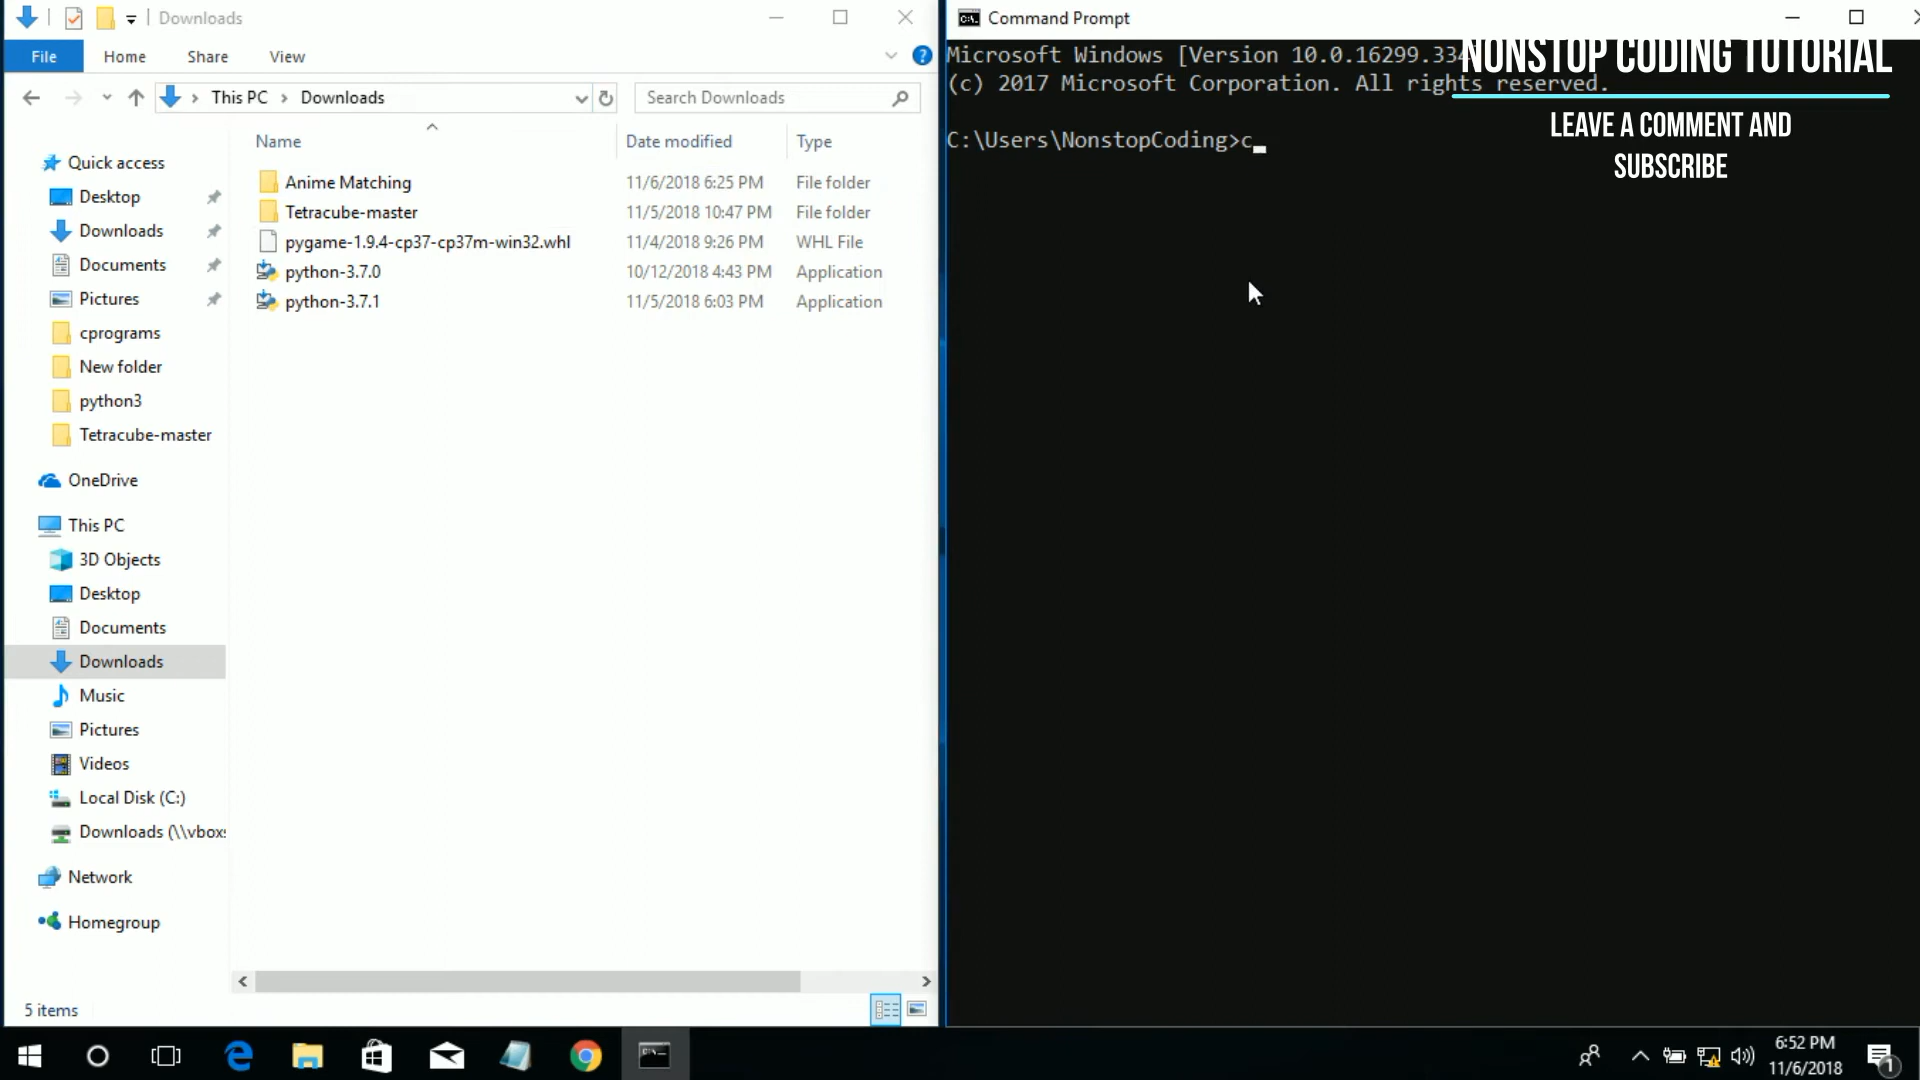 Downloads
File
Home
Share
View
This PC
Downloads
Search Downloads
Name
Date modified
Type
Quick access
Desktop
Downloads
Documents
Pictures
cprograms
New folder
python3
Tetracube-master
OneDrive
This PC
3D Objects
Desktop
Documents
Downloads
Music
Pictures
Videos
Local Disk (C:)
Downloads (\\vbox
Network
Homegroup
Anime Matching 11/6/2018 6:25 PM File folder
Tetracube-master 11/5/2018 10:47 PM File folder
pygame-1.9.4-cp37-cp37m-win32.whl 11/4/2018 9:26 PM WHL File
python-3.7.0 10/12/2018 4:43 PM Application
python-3.7.1 11/5/2018 6:03 PM Application
5 items
Command Prompt
Microsoft Windows [Version 10.0.16299.334
(c) 2017 Microsoft Corporation. All rights reserved.
C:\Users\NonstopCoding>c_
NONSTOP CODING TUTORIAL
LEAVE A COMMENT AND
SUBSCRIBE
6:52 PM
11/6/2018
1